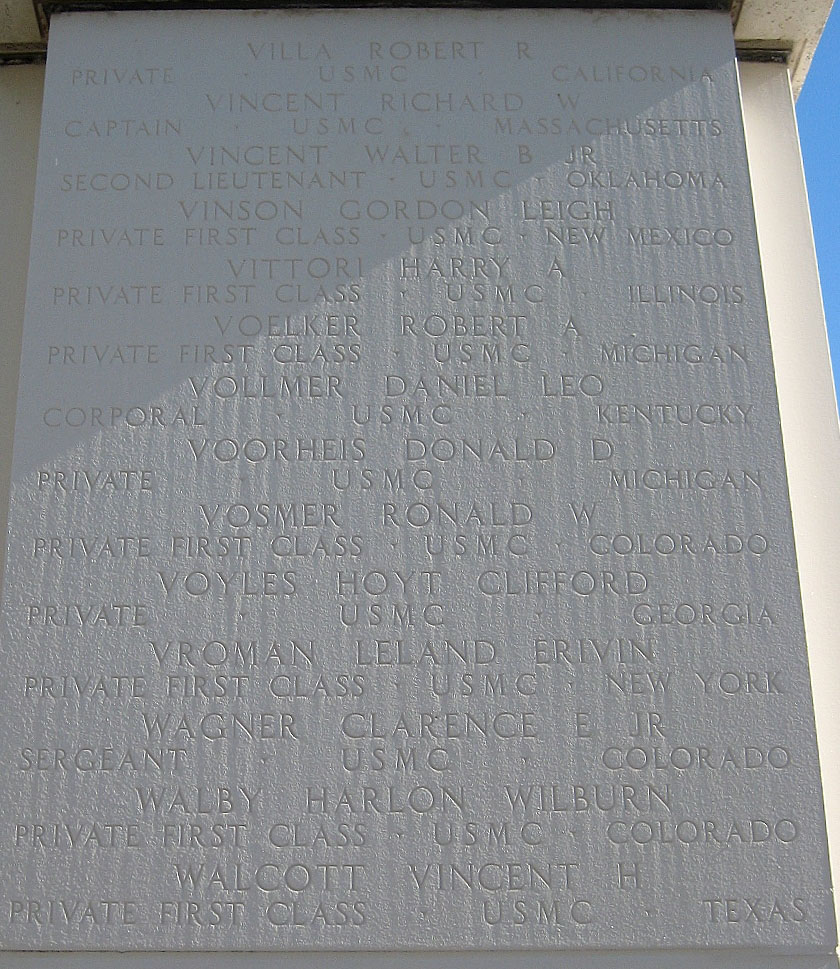 VILLA ROBERT R
PRIVATE · USMC · CALIFORNIA
VINCENT RICHARD W
CAPTAIN · USMC · MASSACHUSETTS
VINCENT WALTER B JR
SECOND LIEUTENANT · USMC · OKLAHOMA
VINSON GORDON LEIGH
PRIVATE FIRST CLASS · USMC · NEW MEXICO
VITTORI HARRY A
PRIVATE FIRST CLASS · USMC · ILLINOIS
VOELKER ROBERT A
PRIVATE FIRST CLASS · USMC · MICHIGAN
VOLLMER DANIEL LEO
CORPORAL · USMC · KENTUCKY
VOORHEIS DONALD D
PRIVATE · USMC · MICHIGAN
VOSMER RONALD W
PRIVATE FIRST CLASS · USMC · COLORADO
VOYLES HOYT CLIFFORD
PRIVATE · USMC · GEORGIA
VROMAN LELAND ERIVIN
PRIVATE FIRST CLASS · USMC · NEW YORK
WAGNER CLARENCE E JR
SERGEANT · USMC · COLORADO
WALBY HARLON WILBURN
PRIVATE FIRST CLASS · USMC · COLORADO
WALCOTT VINCENT H
PRIVATE FIRST CLASS · USMC · TEXAS